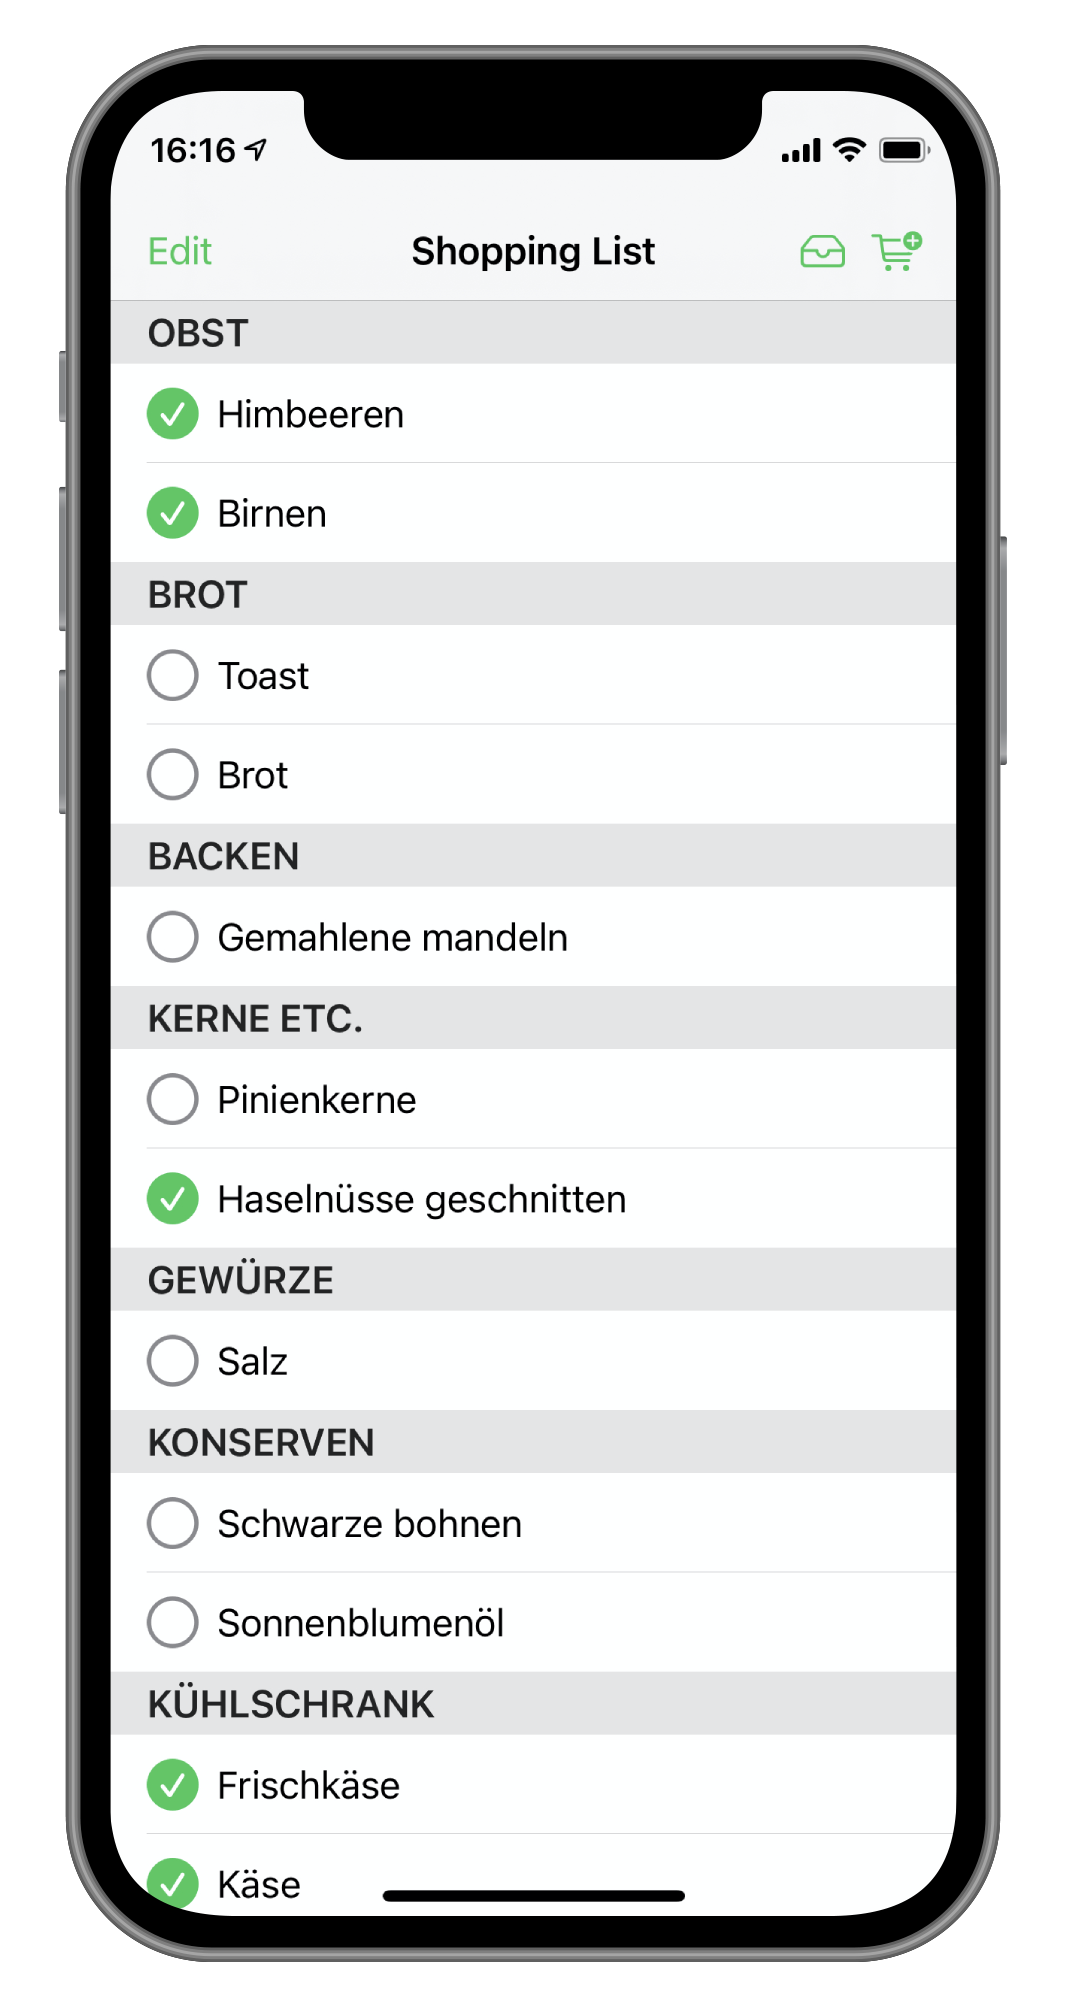 16:16
Edit Shopping List
OBST
Himbeeren
Birnen
BROT
Toast
Brot
BACKEN
Gemahlene mandeln
KERNE ETC.
Pinienkerne
Haselnüsse geschnitten
GEWÜRZE
Salz
KONSERVEN
Schwarze bohnen
Sonnenblumenöl
KÜHLSCHRANK
Frischkäse
Käse